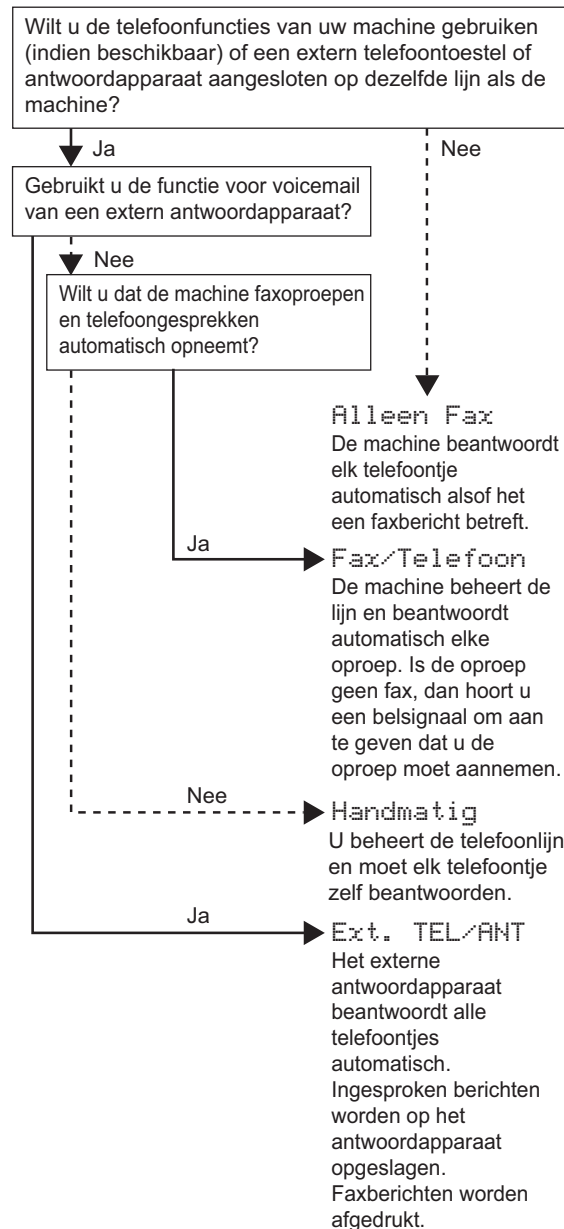 Wilt u de telefoonfuncties van uw machine gebruiken
(indien beschikbaar) of een extern telefoontoestel of
antwoordapparaat aangesloten op dezelfde lijn als de
machine?
Ja
Nee
Gebruikt u de functie voor voicemail
van een extern antwoordapparaat?
Nee
Wilt u dat de machine faxoproepen
en telefoongesprekken
automatisch opneemt?
Alleen Fax
De machine beantwoordt
elk telefoontje
automatisch alsof het
een faxbericht betreft.
Ja
Fax/Telefoon
De machine beheert de
lijn en beantwoordt
automatisch elke
oproep. Is de oproep
geen fax, dan hoort u
een belsignaal om aan
te geven dat u de
oproep moet aannemen.
Nee
Handmatig
U beheert de telefoonlijn
en moet elk telefoontje
zelf beantwoorden.
Ja
Ext. TEL/ANT
Het externe
antwoordapparaat
beantwoordt alle
telefoontjes
automatisch.
Ingesproken berichten
worden op het
antwoordapparaat
opgeslagen.
Faxberichten worden
afgedrukt.